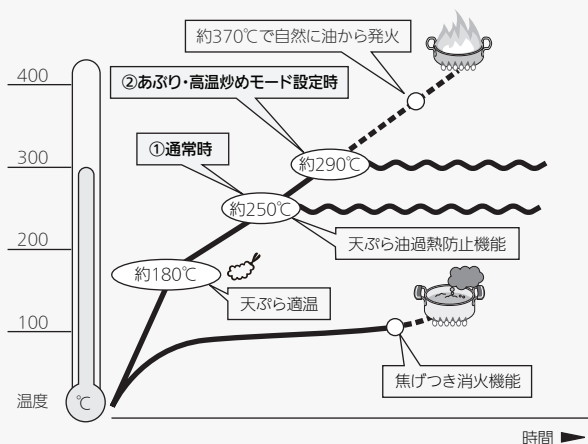 約370℃で自然に油から発火
400
②あぶり・高温炒めモード設定時
①通常時
300
約290℃
約250℃
200
天ぷら油過熱防止機能
約180℃
天ぷら適温
100
焦げつき消火機能
温度
℃
時間